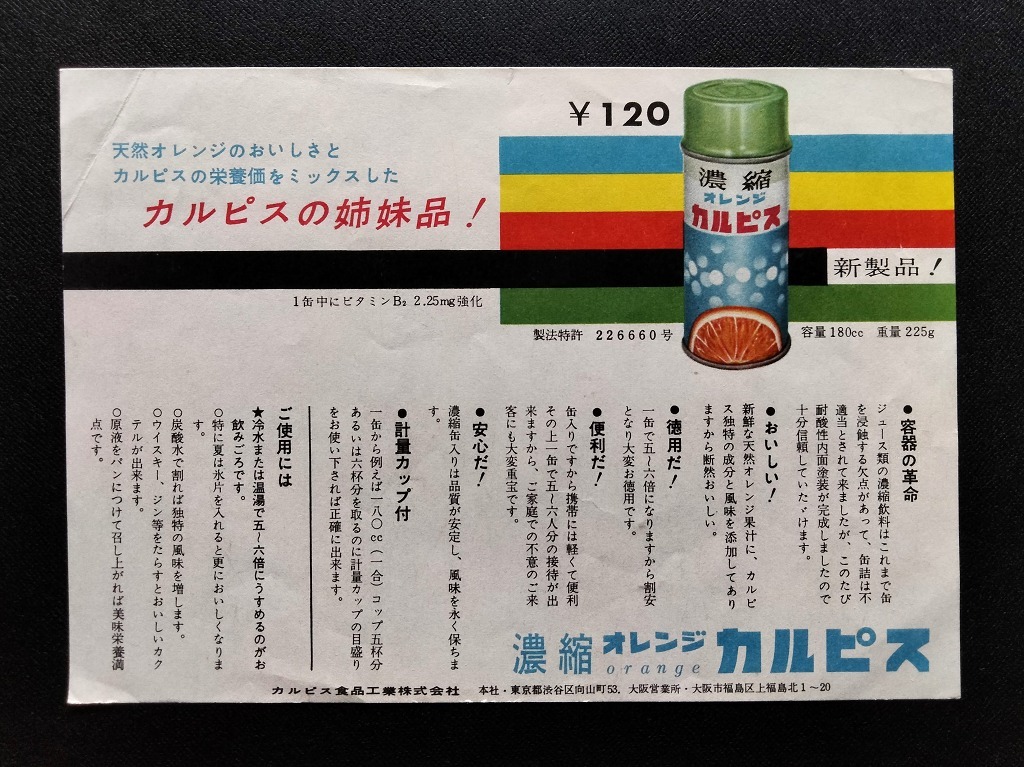 ¥120
天然オレンジのおいしさと
カルピスの栄養価をミックスした
カルピスの姉妹品！
濃縮
オレンジ
カルピス
新製品！
1缶中にビタミンB₂ 2.25mg強化
製法特許 226660号
容量180cc 重量225g
●容器の革命
ジュース類の濃縮飲料はこれまで缶
を浸蝕する欠点があって、缶詰は不
適当とされて来ましたが、このたび
耐酸性内面塗装が完成しましたので
十分信頼していただけます。
●おいしい！
新鮮な天然オレンジ果汁に、カルピ
ス独特の成分と風味を添加してあり
ますから断然おいしい。
●徳用だ！
一缶で五〜六倍になりますから割安
となり大変お徳用です。
●便利だ！
缶入りですから携帯には軽くて便利
その上一缶で五〜六人分の接待が出
来ますから、ご家庭での不意のご来
客にも大変重宝です。
●安心だ！
濃縮缶入りは品質が安定し、風味を永く保ちま
す。
●計量カップ付
一缶から例えば一八〇cc（一合）コップ五杯分
あるいは六杯分を取るのに計量カップの目盛り
をお使い下されば正確に出来ます。
ご使用には
★冷水または温湯で五〜六倍にうすめるのがお
飲みごろです。
○特に夏は氷片を入れると更においしくなりま
す。
○炭酸水で割れば独特の風味を増します。
○ウイスキー、ジン等をたらすとおいしいカク
テルが出来ます。
○原液をパンにつけて召し上がれば美味栄養満
点です。
濃縮オレンジカルピス
orange
カルピス食品工業株式会社 本社・東京都渋谷区向山町53. 大阪営業所・大阪市福島区上福島北1〜20